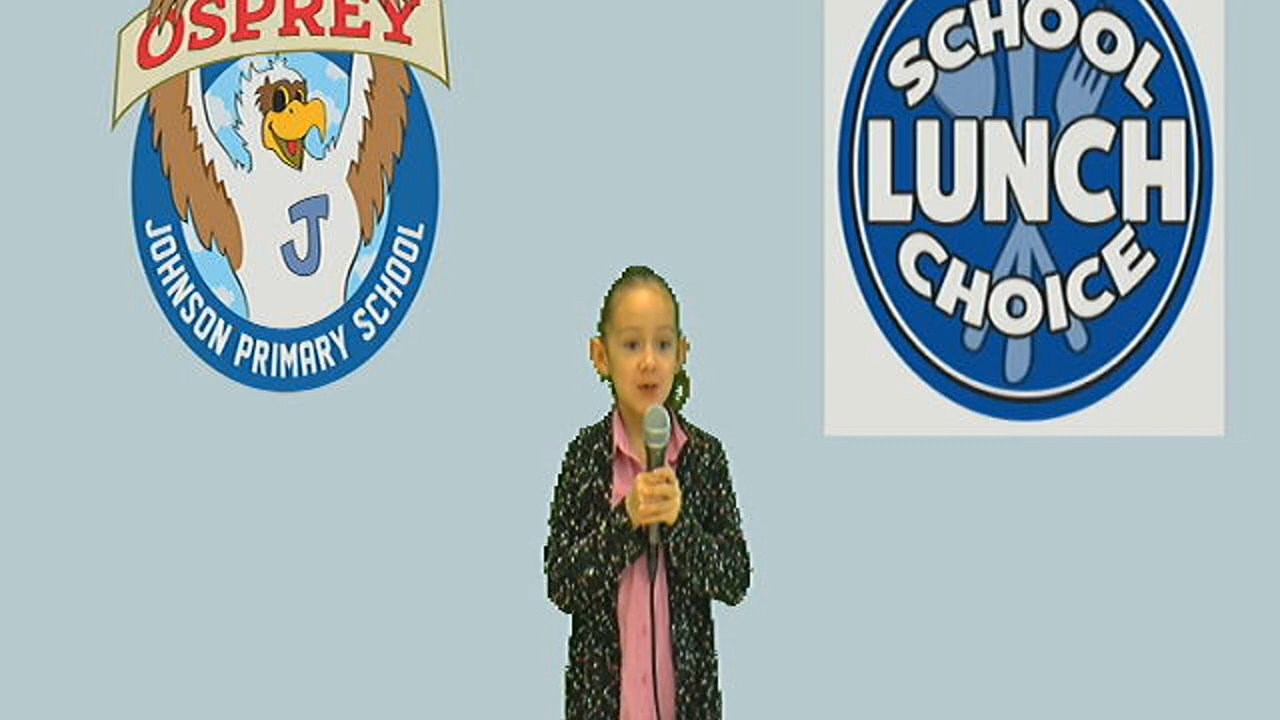 OSPREY
J
JOHNSON PRIMARY SCHOOL
SCHOOL
LUNCH
CHOICE